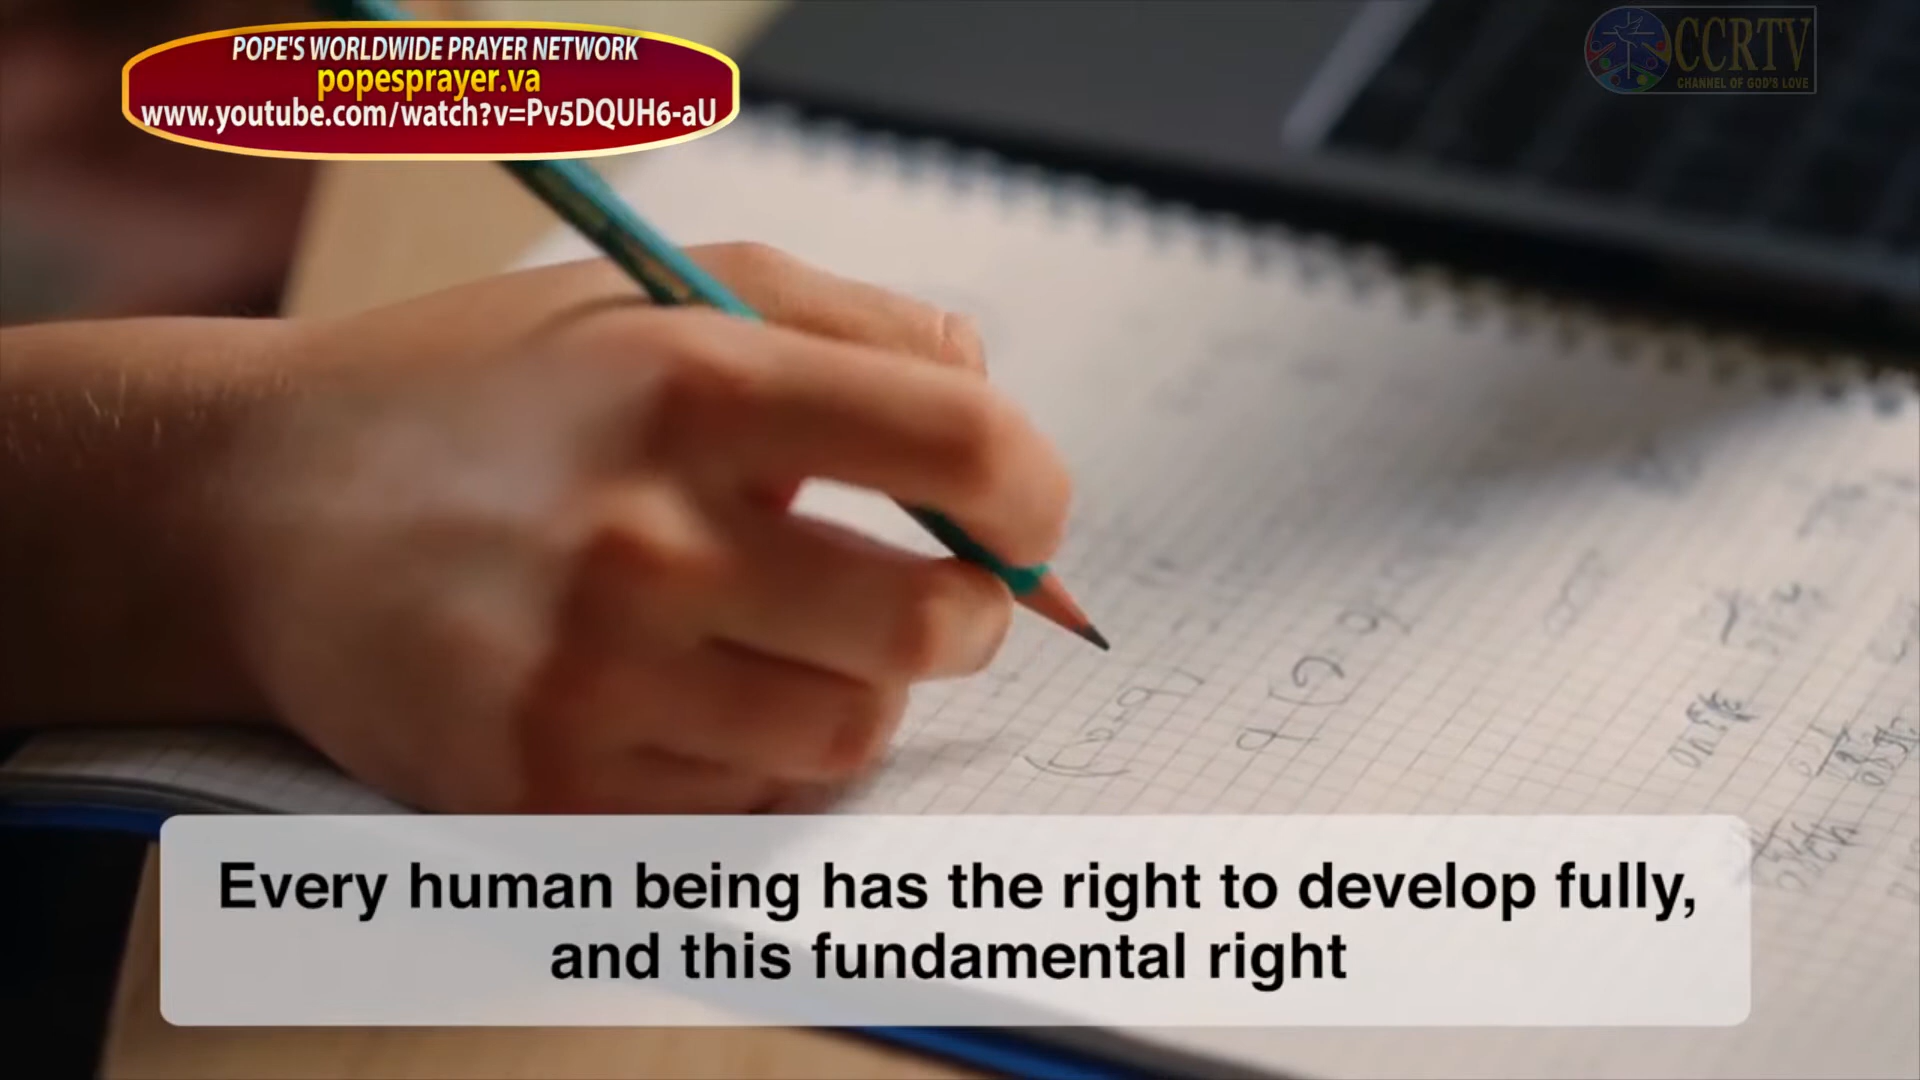 POPE'S WORLDWIDE PRAYER NETWORK
popesprayer.va
www.youtube.com/watch?v=Pv5DQUH6-aU
CCRTV
CHANNEL OF GOD'S LOVE
Every human being has the right to develop fully,
and this fundamental right